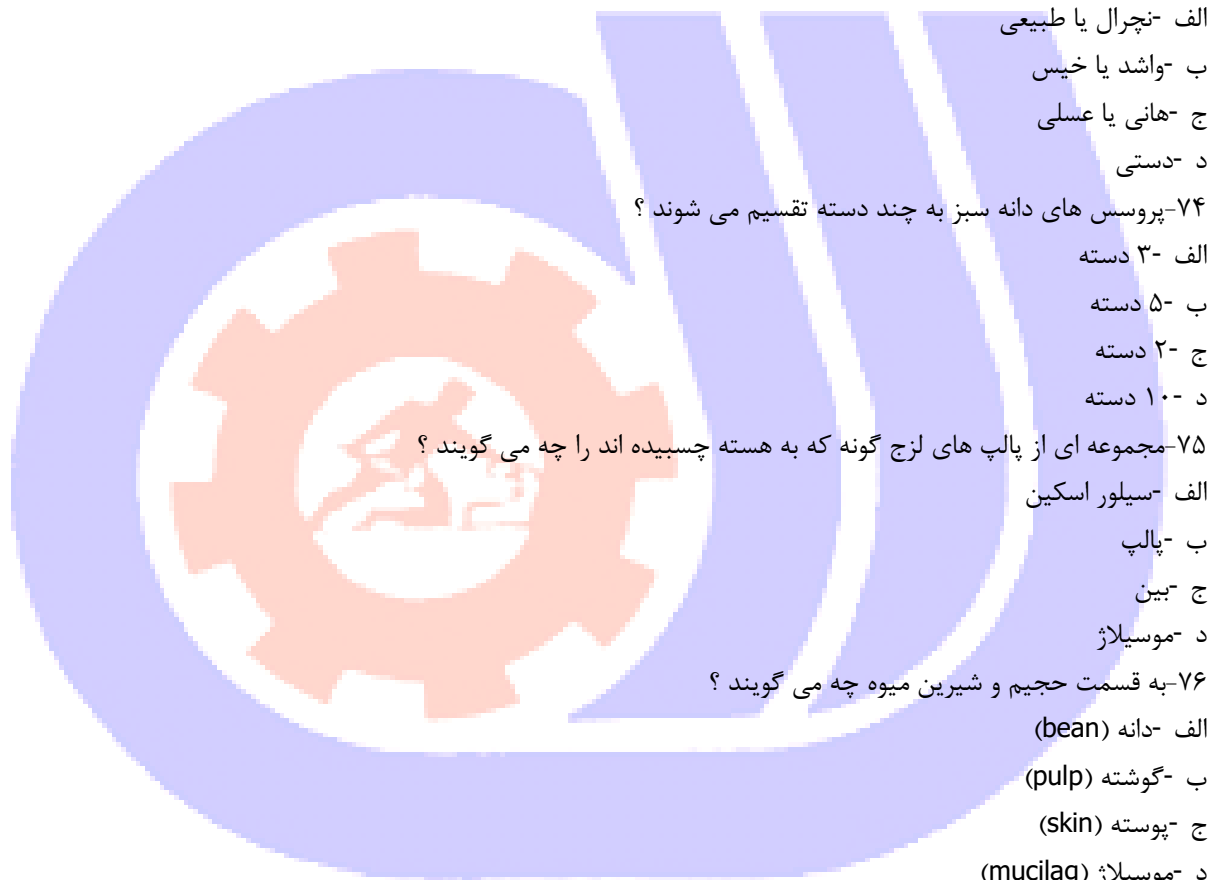 الف -نچرال یا طبیعی
ب -واشد یا خیس
ج -هانی یا عسلی
د -دستی
۷۴-پروسس های دانه سبز به چند دسته تقسیم می شوند ؟
الف -۳ دسته
ب -۵ دسته
ج -۲ دسته
د -۱۰ دسته
۷۵-مجموعه ای از پالپ های لزج گونه که به هسته چسبیده اند را چه می گویند ؟
الف -سیلور اسکین
ب -پالپ
ج -بین
د -موسیلاژ
۷۶-به قسمت حجیم و شیرین میوه چه می گویند ؟
الف -دانه (bean)
ب -گوشته (pulp)
ج -پوسته (skin)
د -موسیلاژ (mucilag)